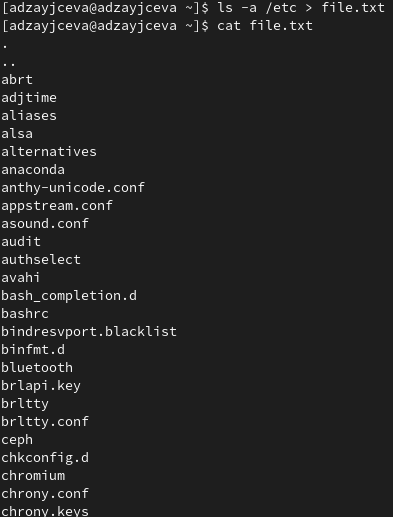 [adzayjceva@adzayjceva ~]$ ls -a /etc > file.txt
[adzayjceva@adzayjceva ~]$ cat file.txt
.
..
abrt
adjtime
aliases
alsa
alternatives
anaconda
anthy-unicode.conf
appstream.conf
asound.conf
audit
authselect
avahi
bash_completion.d
bashrc
bindresvport.blacklist
binfmt.d
bluetooth
brlapi.key
brltty
brltty.conf
ceph
chkconfig.d
chromium
chrony.conf
chrony.keys